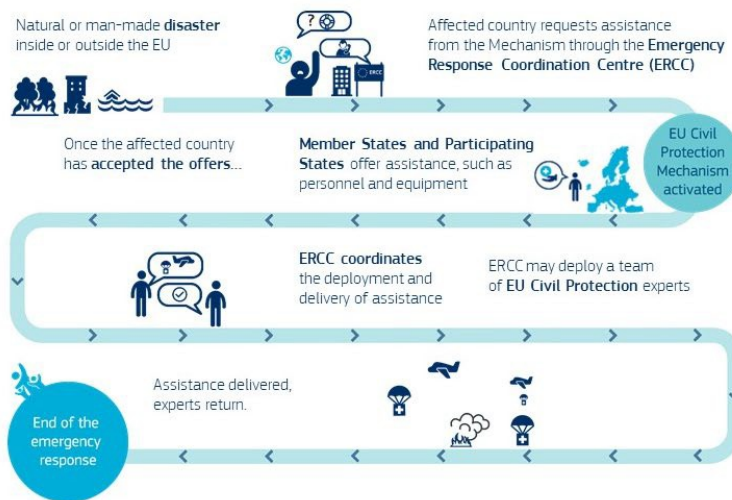 Natural or man-made disaster
inside or outside the EU
?
ERCC
Affected country requests assistance
from the Mechanism through the Emergency
Response Coordination Centre (ERCC)
EU Civil
Protection
Mechanism
activated
Member States and Participating
States offer assistance, such as
personnel and equipment
Once the affected country
has accepted the offers...
ERCC coordinates
the deployment and
delivery of assistance
ERCC may deploy a team
of EU Civil Protection experts
Assistance delivered,
experts return.
End of the
emergency
response